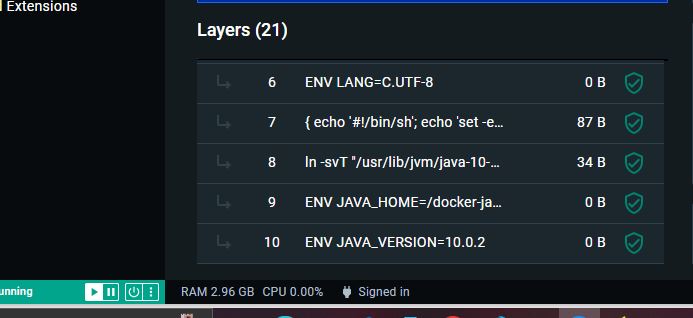 Extensions
Layers (21)
6 ENV LANG=C.UTF-8 0 B
7 { echo '#!/bin/sh'; echo 'set -e... 87 B
8 ln -svT "/usr/lib/jvm/java-10-... 34 B
9 ENV JAVA_HOME=/docker-ja... 0 B
10 ENV JAVA_VERSION=10.0.2 0 B
unning RAM 2.96 GB CPU 0.00% Signed in